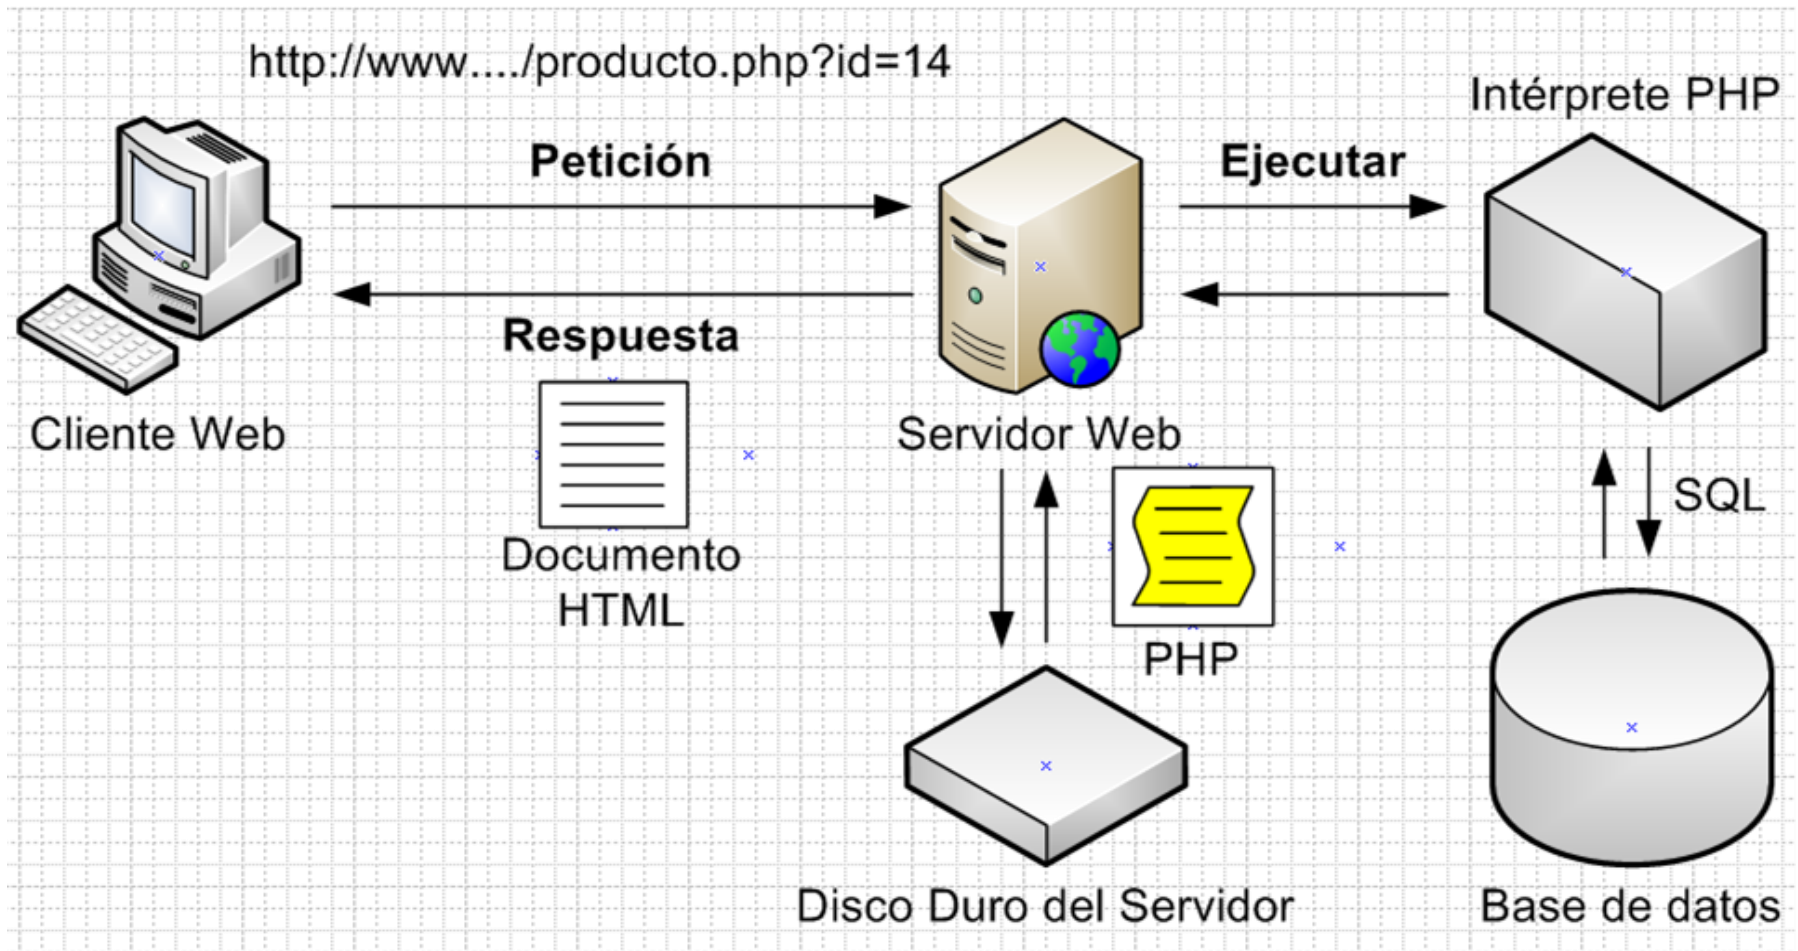 http://www..../producto.php?id=14
Intérprete PHP
Petición
Ejecutar
Respuesta
Cliente Web
Servidor Web
SQL
Documento
HTML
PHP
Disco Duro del Servidor
Base de datos